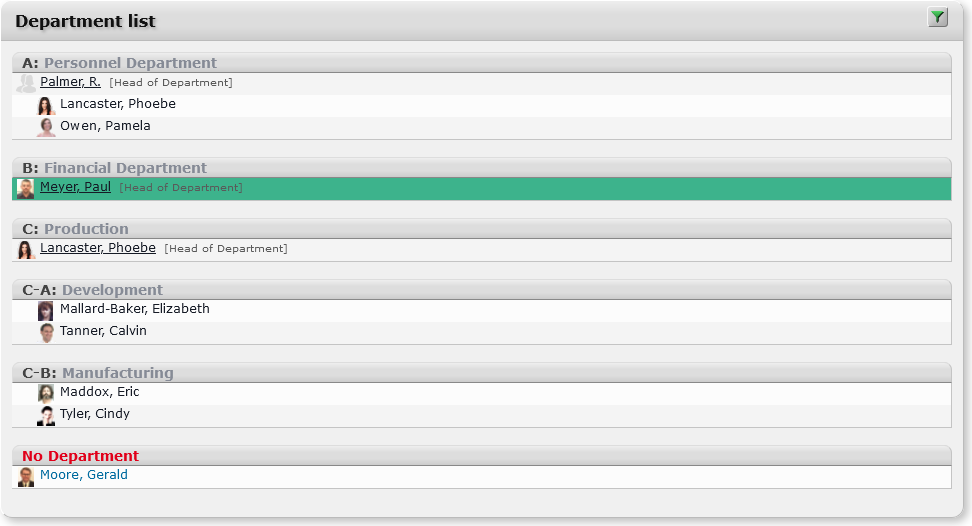 Department list
A: Personnel Department
Palmer, R. [Head of Department]
Lancaster, Phoebe
Owen, Pamela
B: Financial Department
Meyer, Paul [Head of Department]
C: Production
Lancaster, Phoebe [Head of Department]
C-A: Development
Mallard-Baker, Elizabeth
Tanner, Calvin
C-B: Manufacturing
Maddox, Eric
Tyler, Cindy
No Department
Moore, Gerald